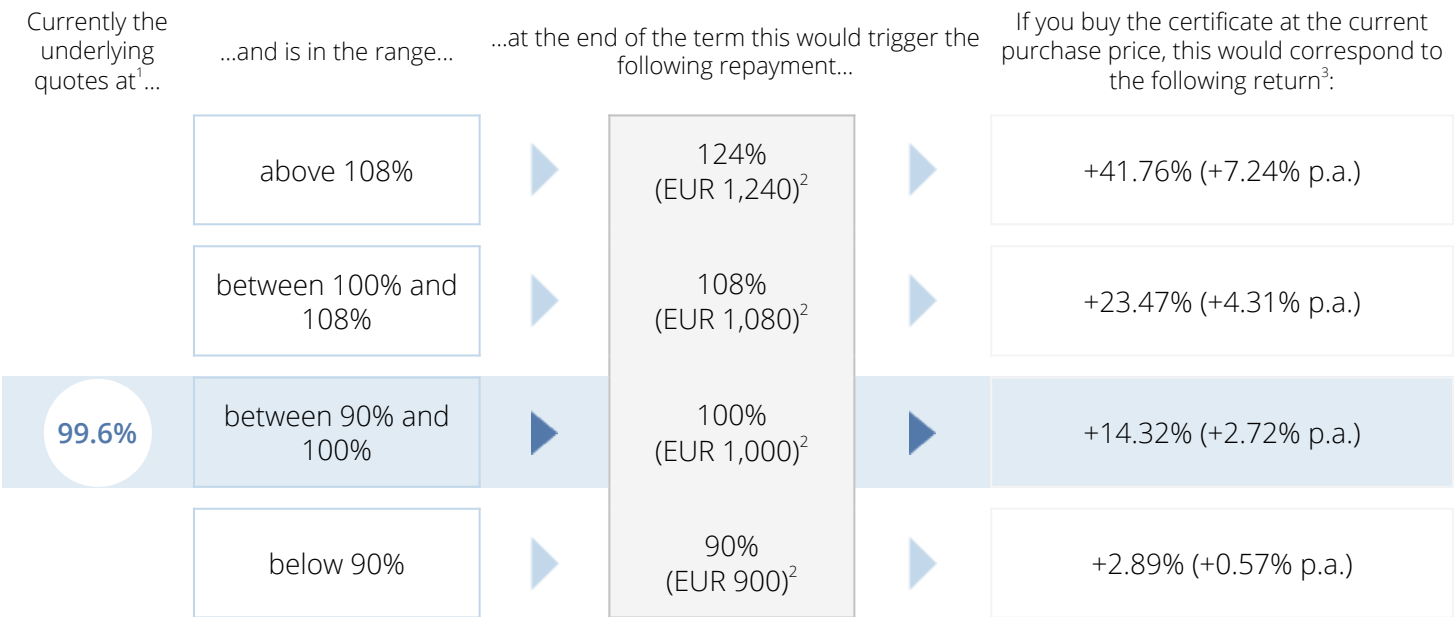 Currently the
underlying
quotes at¹...
...and is in the range...
...at the end of the term this would trigger the
following repayment...
If you buy the certificate at the current
purchase price, this would correspond to
the following return³:
above 108%
124%
(EUR 1,240)²
+41.76% (+7.24% p.a.)
between 100% and
108%
108%
(EUR 1,080)²
+23.47% (+4.31% p.a.)
99.6%
between 90% and
100%
100%
(EUR 1,000)²
+14.32% (+2.72% p.a.)
below 90%
90%
(EUR 900)²
+2.89% (+0.57% p.a.)